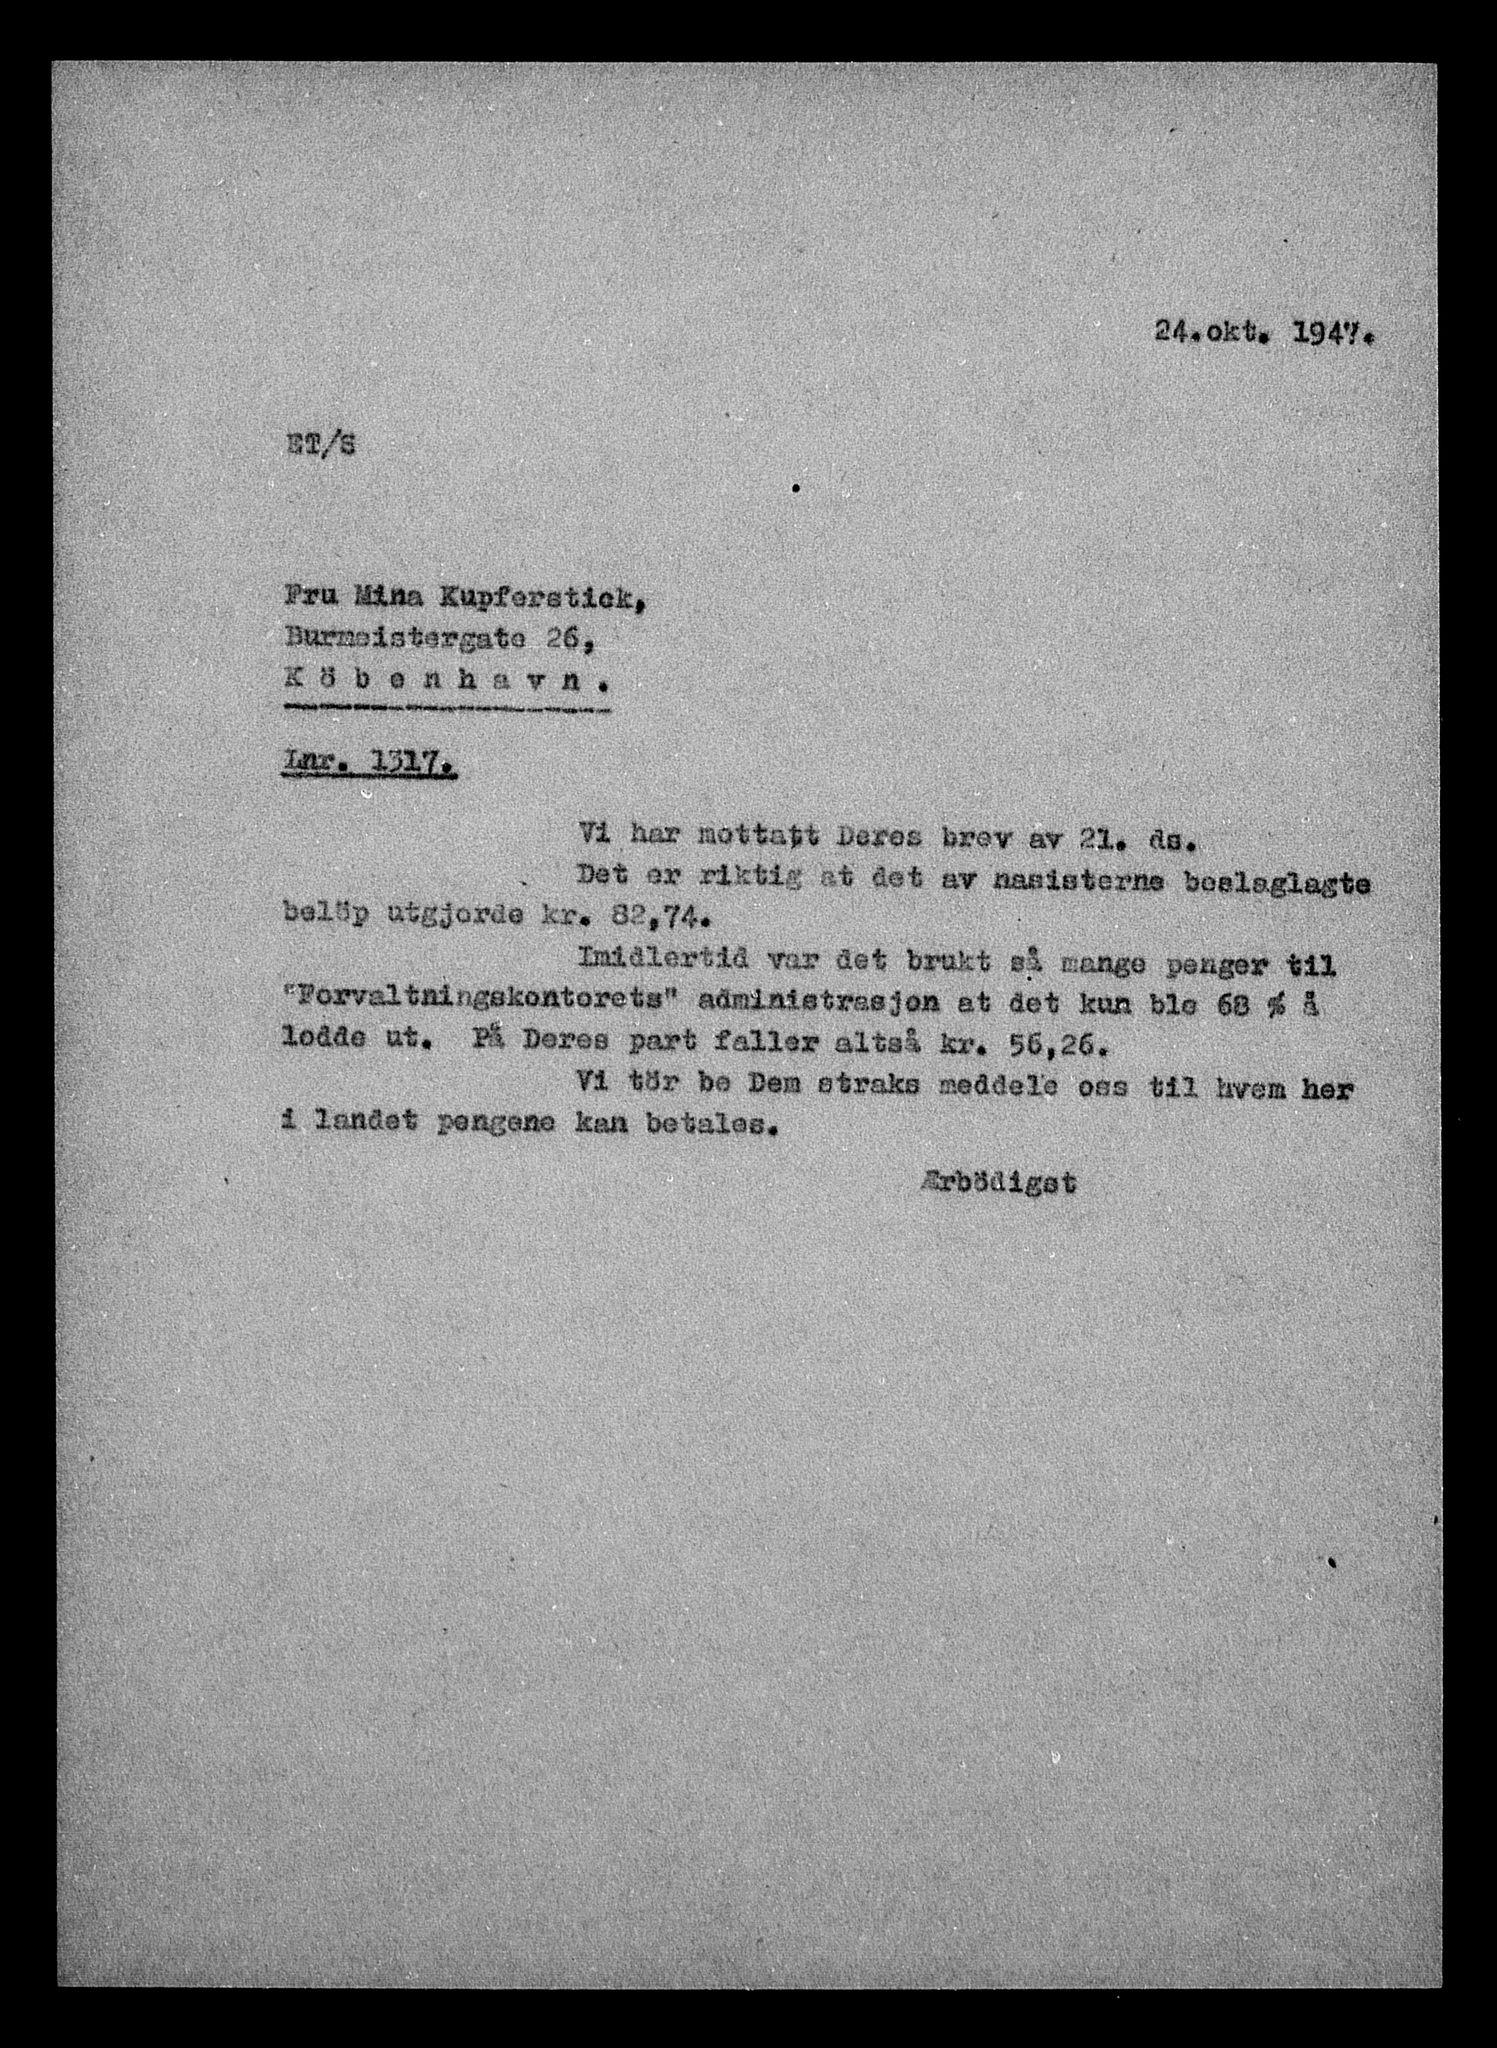 24.okt. 1947.
ET/S
Fru Mina Kupferstick,
Burmeistergate 26,
K ö b e n h a v n .
Lnr. 1317.
Vi har mottatt Deres brev av 21. ds.
Det er riktig at det av nasisterne beslaglagte
belöp utgjorde kr. 82,74.
Imidlertid var det brukt så mange penger til
"Forvaltningskontorets" administrasjon at det kun ble 68 % å
lodde ut. På Deres part faller altså kr. 56,26.
Vi tör be Dem straks meddele oss til hvem her
i landet pengene kan betales.
Ærbödigst